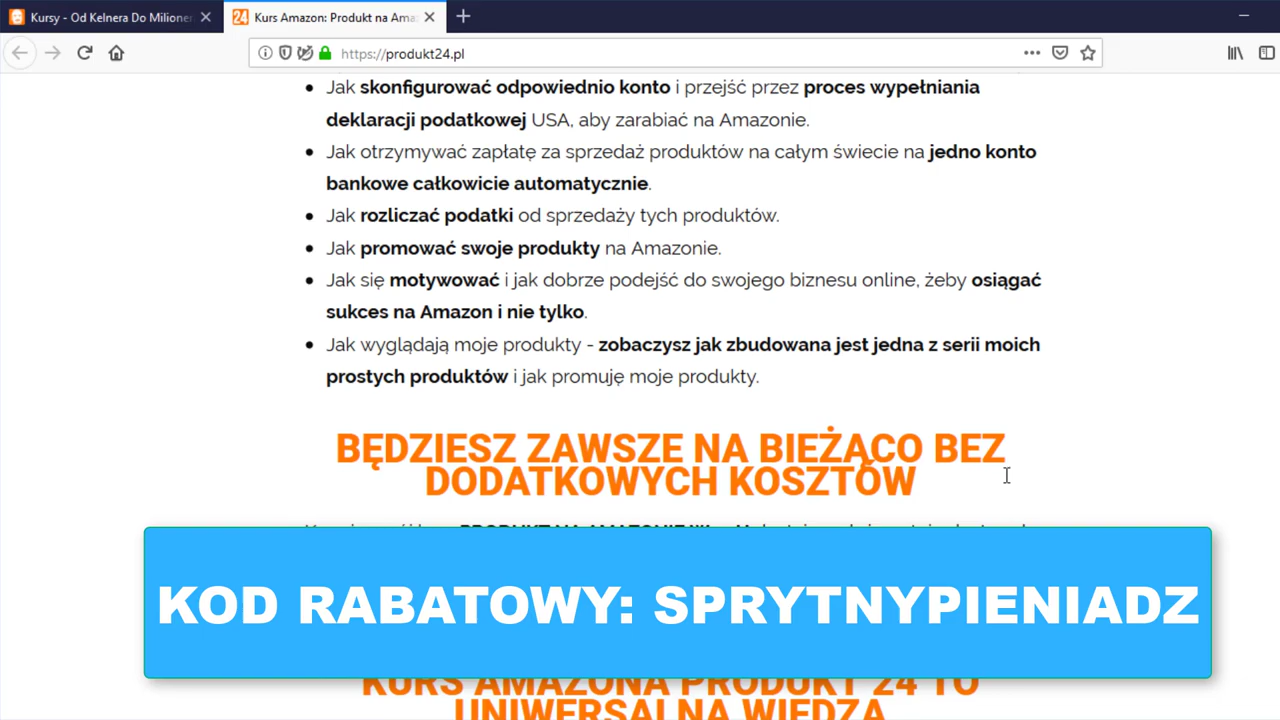 Kursy - Od Kelnera Do Milioner
Kurs Amazon: Produkt na Ama
https://produkt24.pl
Jak skonfigurować odpowiednio konto i przejść przez proces wypełniania
deklaracji podatkowej USA, aby zarabiać na Amazonie.
Jak otrzymywać zapłatę za sprzedaż produktów na całym świecie na jedno konto
bankowe całkowicie automatycznie.
Jak rozliczać podatki od sprzedaży tych produktów.
Jak promować swoje produkty na Amazonie.
Jak się motywować i jak dobrze podejść do swojego biznesu online, żeby osiągać
sukces na Amazon i nie tylko.
Jak wyglądają moje produkty - zobaczysz jak zbudowana jest jedna z serii moich
prostych produktów i jak promuję moje produkty.
BĘDZIESZ ZAWSZE NA BIEŻĄCO BEZ
DODATKOWYCH KOSZTÓW
KOD RABATOWY: SPRYTNYPIENIADZ
KURS AMAZONA PRODUKT 24 TO
UNIWERSALNA WIEDZA